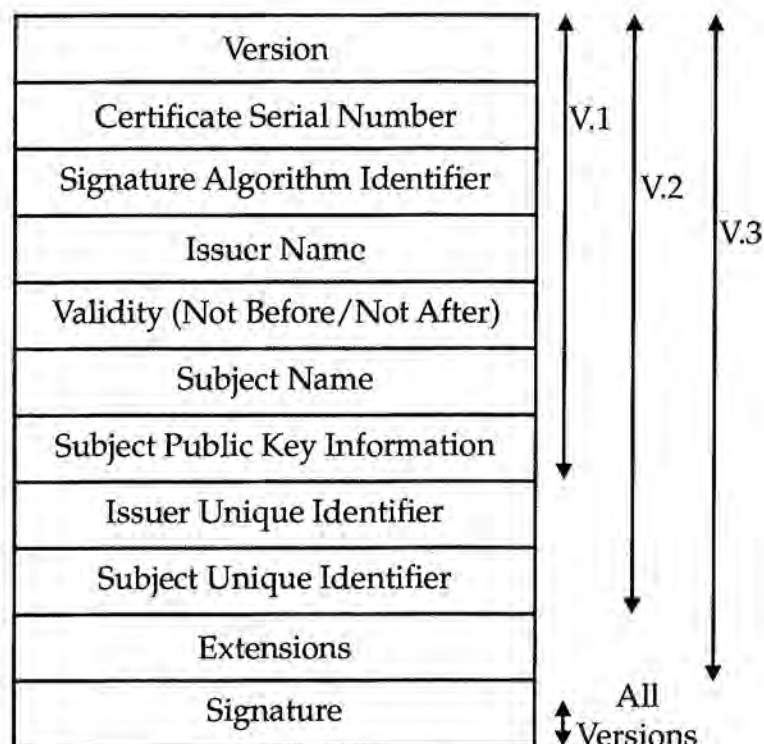 Version
Certificate Serial Number
V.1
Signature Algorithm Identifier
V.2
Issuer Name
V.3
Validity (Not Before/Not After)
Subject Name
Subject Public Key Information
Issuer Unique Identifier
Subject Unique Identifier
Extensions
Signature
All
Versions